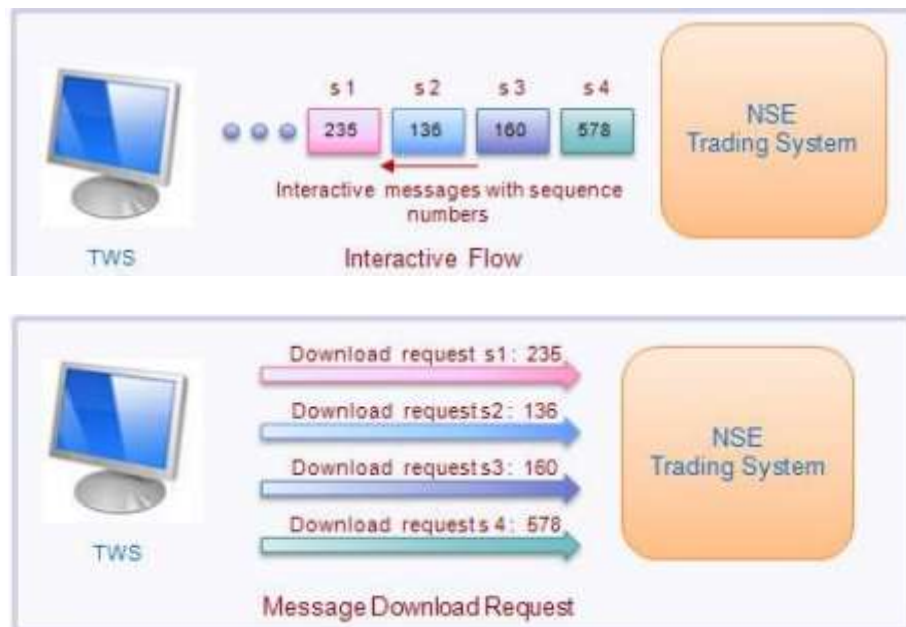 s 1 s 2 s 3 s 4
235 136 160 578
NSE
Trading System
Interactive messages with sequence
numbers
TWS
Interactive Flow
Download request s1: 235
Download requests2: 136
Download requests3: 160
Download requests 4: 578
NSE
Trading System
TWS
Message Download Request